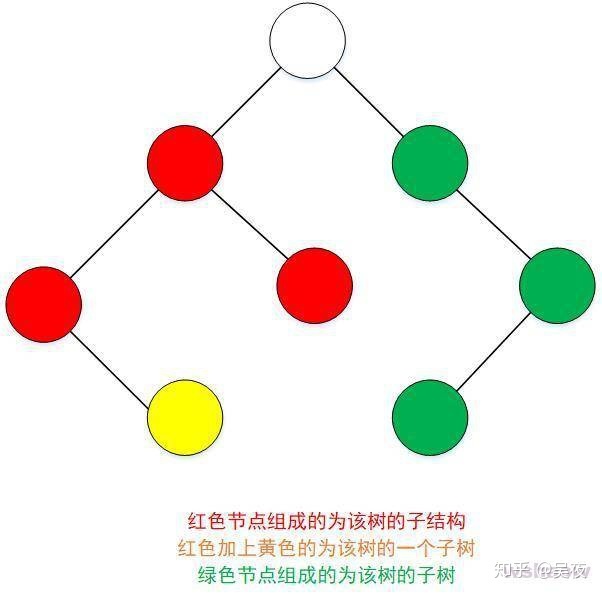 红色节点组成的为该树的子结构
红色加上黄色的为该树的一个子树
绿色节点组成的为该树的子树
知乎 @吴夜